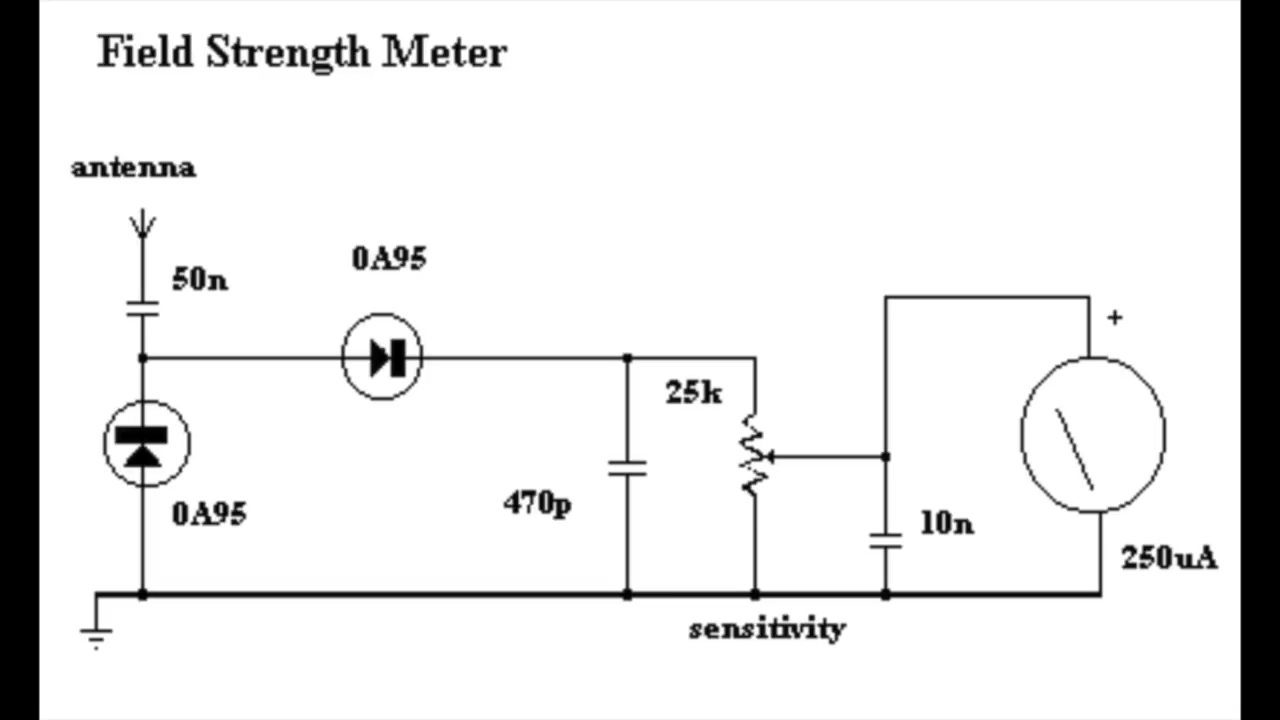 Field Strength Meter
antenna
0A95
50n
+
25k
470p
0A95
10n
250uA
sensitivity